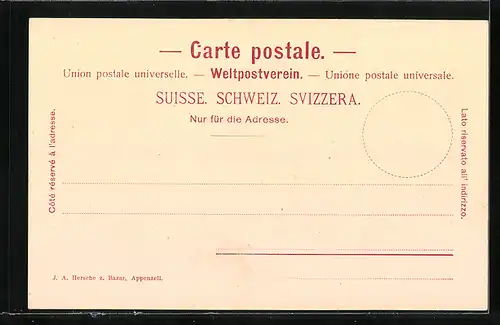 — Carte postale. —
Union postale universelle. — Weltpostverein. — Unione postale universale.
SUISSE. SCHWEIZ. SVIZZERA.
Nur für die Adresse.
Côté réservé à l'adresse.
Lato riservato all' indirizzo.
J. A. Hersche z. Bazar, Appenzell.